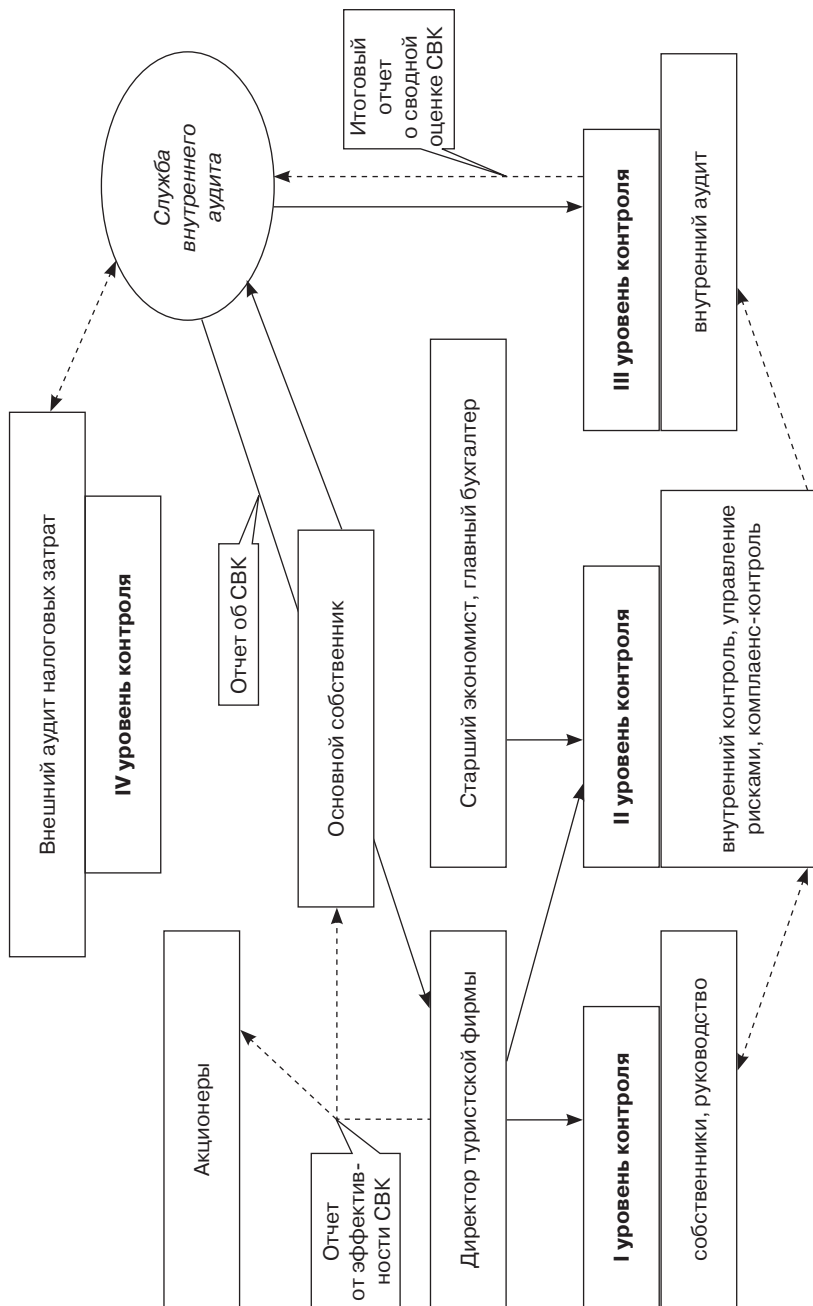 Внешний аудит налоговых затрат
IV уровень контроля
Акционеры
Служба
внутреннего
аудита
Отчет об СВК
Основной собственник
Отчет
от эффектив-
ности СВК
Итоговый
отчет
о сводной
оценке СВК
Директор туристской фирмы
Старший экономист, главный бухгалтер
I уровень контроля
собственники, руководство
II уровень контроля
внутренний контроль, управление
рисками, комплаенс-контроль
III уровень контроля
внутренний аудит